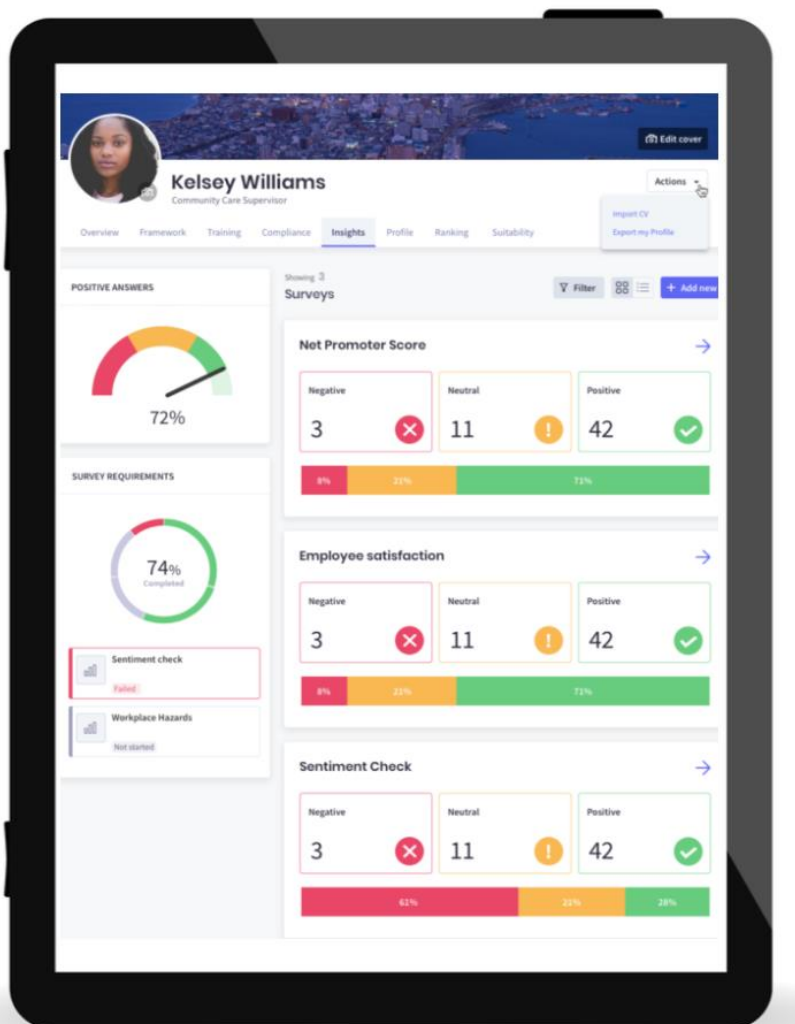 Edit cover
Kelsey Williams
Community Care Supervisor
Actions
Import CV
Export my Profile
Overview Framework Training Compliance Insights Profile Ranking Suitability
POSITIVE ANSWERS
72%
SURVEY REQUIREMENTS
74%
Completed
Sentiment check
Failed
Workplace Hazards
Not started
Showing 3
Surveys
Filter
+ Add new
Net Promoter Score
Negative Neutral Positive
3 11 42
8% 21% 71%
Employee satisfaction
Negative Neutral Positive
3 11 42
8% 21% 71%
Sentiment Check
Negative Neutral Positive
3 11 42
61% 21% 28%